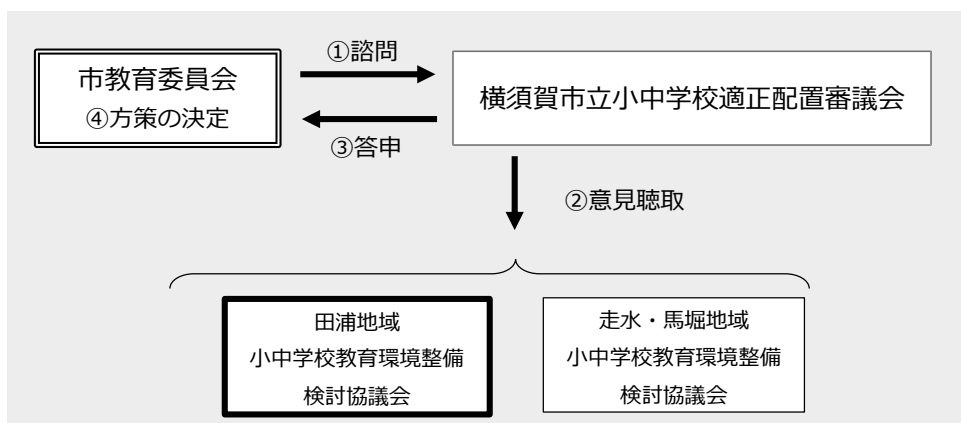 ①諮問
市教育委員会
④方策の決定
横須賀市立小中学校適正配置審議会
③答申
②意見聴取
田浦地域
小中学校教育環境整備
検討協議会
走水・馬堀地域
小中学校教育環境整備
検討協議会